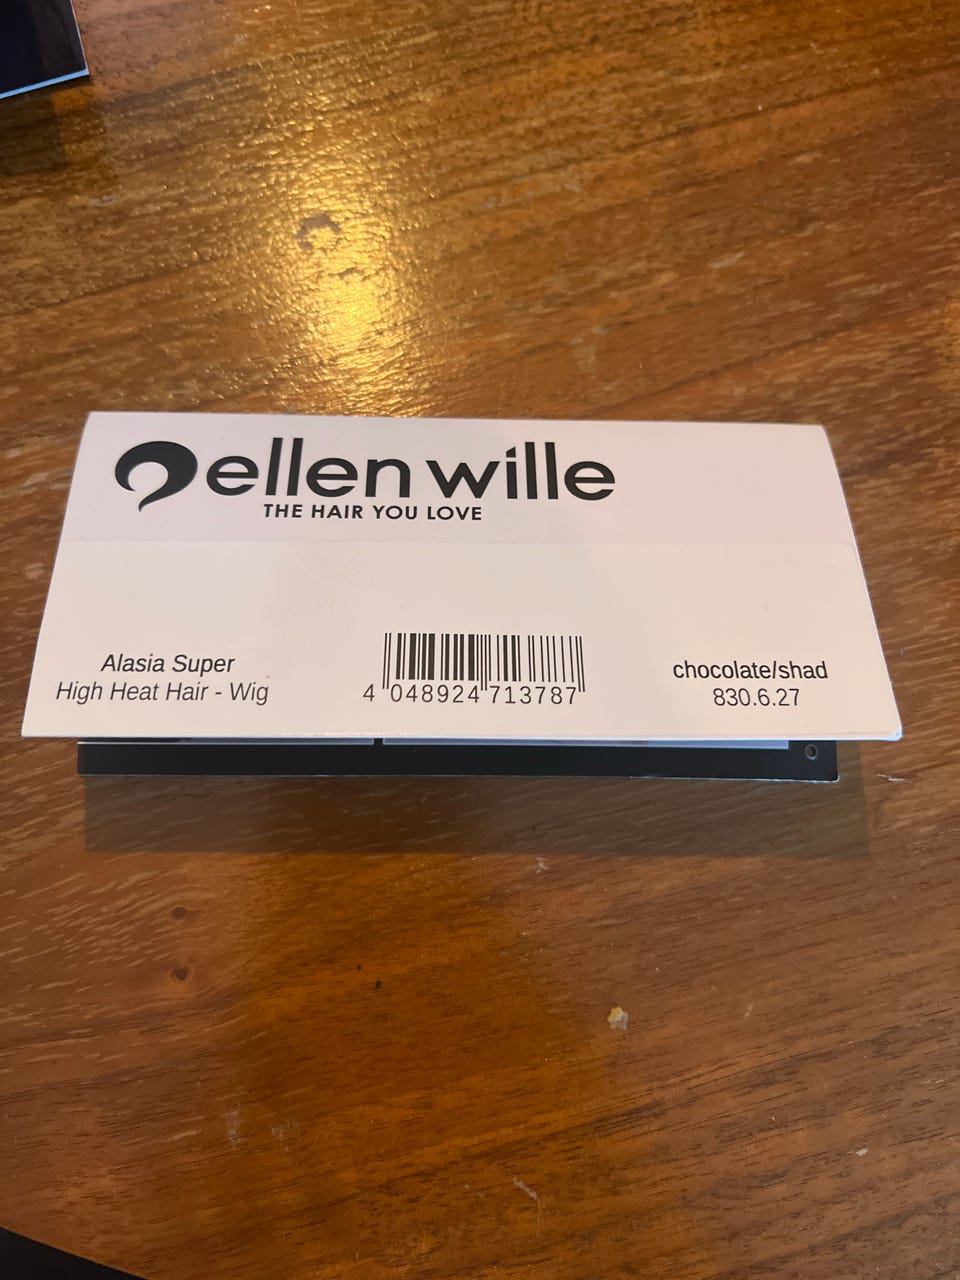 ellen wille
THE HAIR YOU LOVE
Alasia Super
High Heat Hair - Wig
4 048924 713787
chocolate/shad
830.6.27